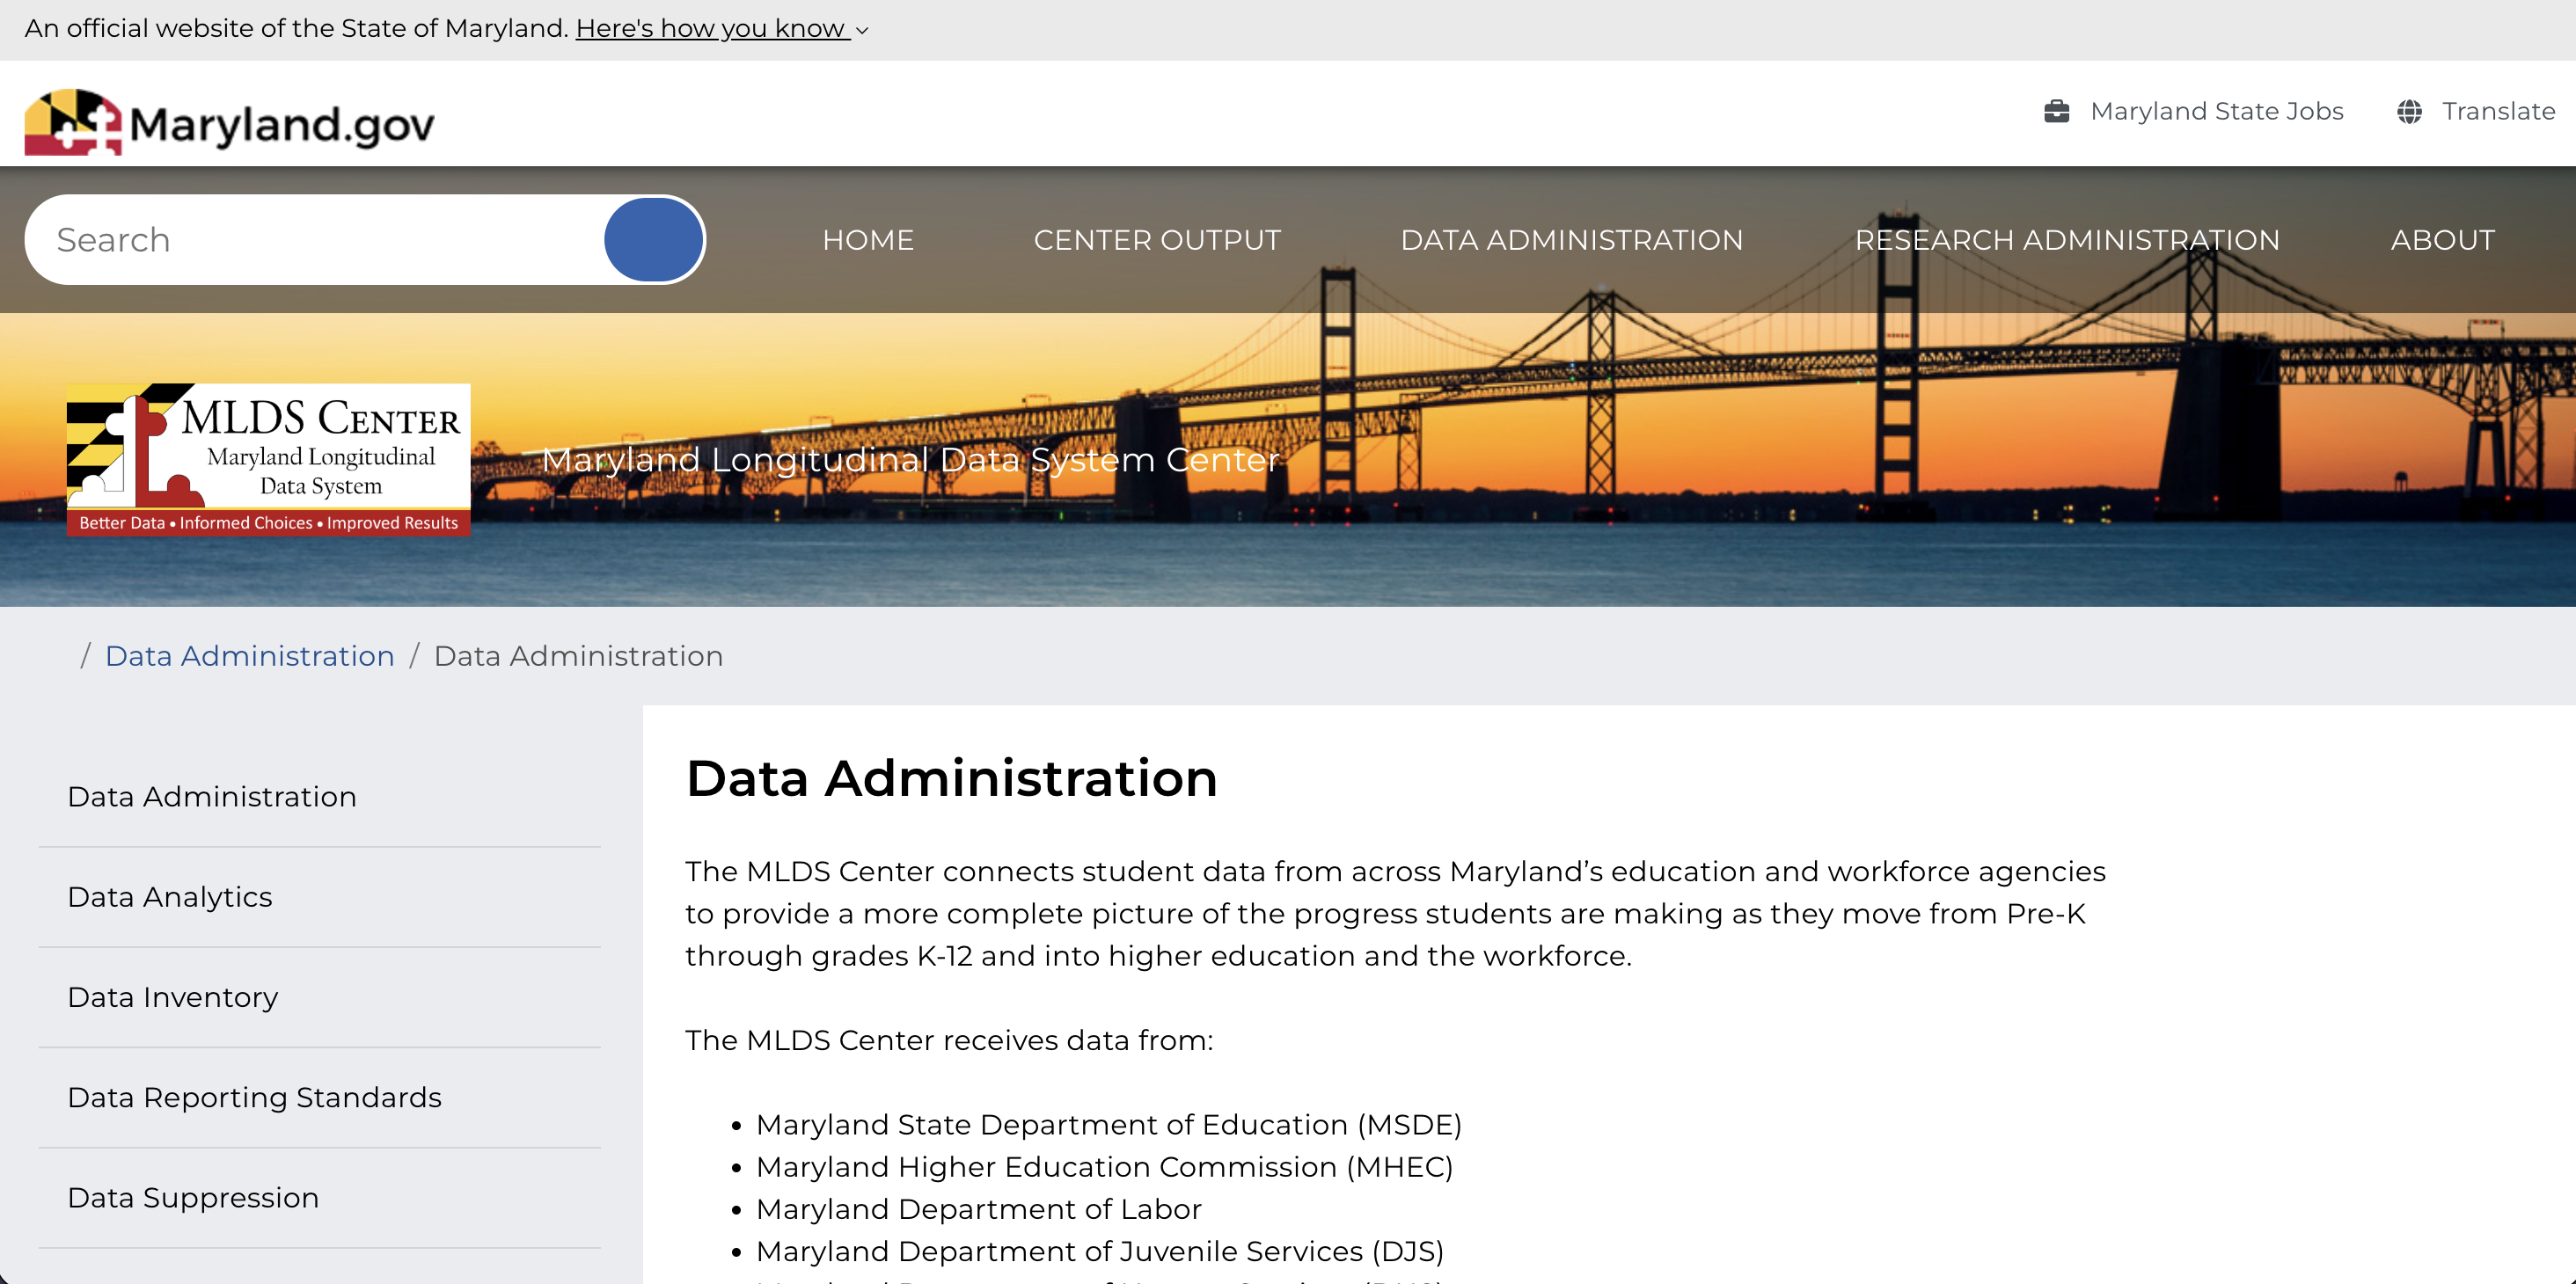 An official website of the State of Maryland. Here's how you know
Maryland.gov
Maryland State Jobs
Translate
Search
HOME
CENTER OUTPUT
DATA ADMINISTRATION
RESEARCH ADMINISTRATION
ABOUT
MLDS CENTER
Maryland Longitudinal
Data System
Better Data • Informed Choices • Improved Results
Maryland Longitudinal Data System Center
/ Data Administration / Data Administration
Data Administration
Data Analytics
Data Inventory
Data Reporting Standards
Data Suppression
Data Administration
The MLDS Center connects student data from across Maryland’s education and workforce agencies
to provide a more complete picture of the progress students are making as they move from Pre-K
through grades K-12 and into higher education and the workforce.
The MLDS Center receives data from:
• Maryland State Department of Education (MSDE)
• Maryland Higher Education Commission (MHEC)
• Maryland Department of Labor
• Maryland Department of Juvenile Services (DJS)